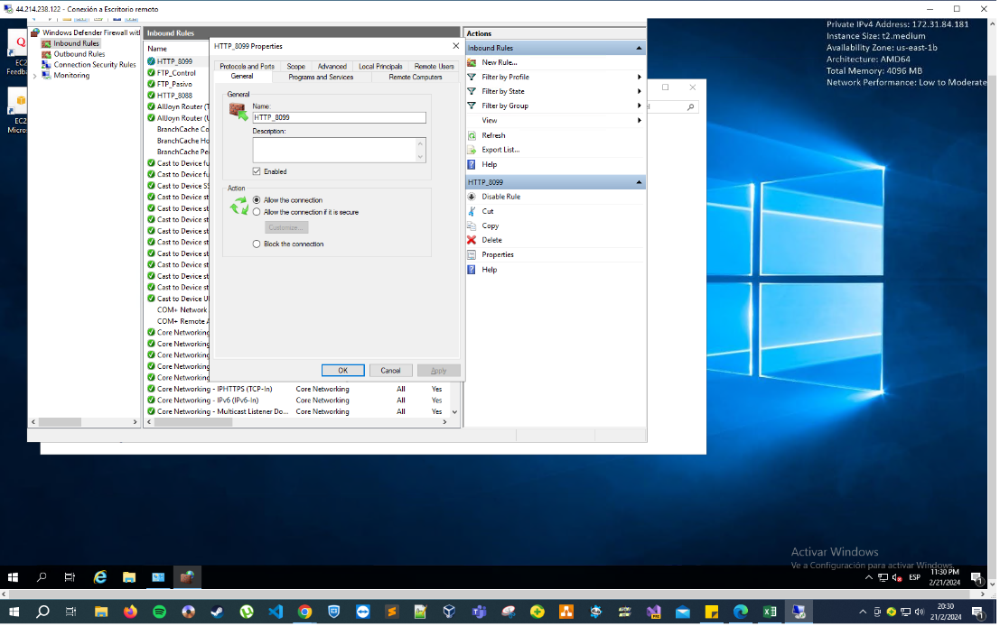 44.214.238.122 - Conexión a Escritorio remoto
Private IPv4 Address: 172.31.84.181
Instance Size: t2.medium
Availability Zone: us-east-1b
Architecture: AMD64
Total Memory: 4096 MB
Network Performance: Low to Moderate
EC2
Feedb
EC2
Micros
Windows Defender Firewall with
Inbound Rules
Outbound Rules
Connection Security Rules
Monitoring
Inbound Rules
Name
HTTP_8099
FTP_Control
FTP_Pasivo
HTTP_8088
AllJoyn Router (T
AllJoyn Router (U
BranchCache Co
BranchCache Ho
BranchCache Pe
Cast to Device fu
Cast to Device fu
Cast to Device SS
Cast to Device st
Cast to Device st
Cast to Device st
Cast to Device st
Cast to Device st
Cast to Device st
Cast to Device st
Cast to Device st
Cast to Device st
Cast to Device U
COM+ Network
COM+ Remote A
Core Networking
Core Networking
Core Networking
Core Networking
Core Networking
Core Networking - IPHTTPS (TCP-In) Core Networking All Yes
Core Networking - IPv6 (IPv6-In) Core Networking All Yes
Core Networking - Multicast Listener Do... Core Networking All Yes
HTTP_8099 Properties
Protocols and Ports Scope Advanced Local Principals Remote Users
General Programs and Services Remote Computers
General
Name:
HTTP_8099
Description:
Enabled
Action
Allow the connection
Allow the connection if it is secure
Customize...
Block the connection
OK Cancel Apply
Actions
Inbound Rules
New Rule...
Filter by Profile
Filter by State
Filter by Group
View
Refresh
Export List...
Help
HTTP_8099
Disable Rule
Cut
Copy
Delete
Properties
Help
Activar Windows
Ve a Configuración para activar Windows.
ESP
11:30 PM
2/21/2024
1
20:30
21/2/2024
1